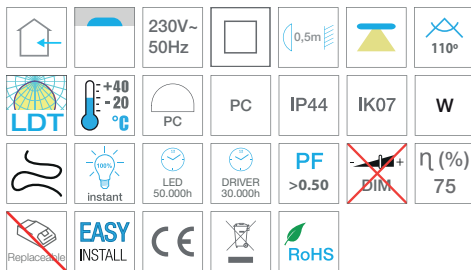 230V~
50Hz
0,5m
110º
LDT
+40
-20
°C
PC
PC
IP44
IK07
W
100%
instant
LED
50.000h
DRIVER
30.000h
PF
>0.50
- +
DIM
η (%)
75
Replaceable
EASY
INSTALL
CE
RoHS